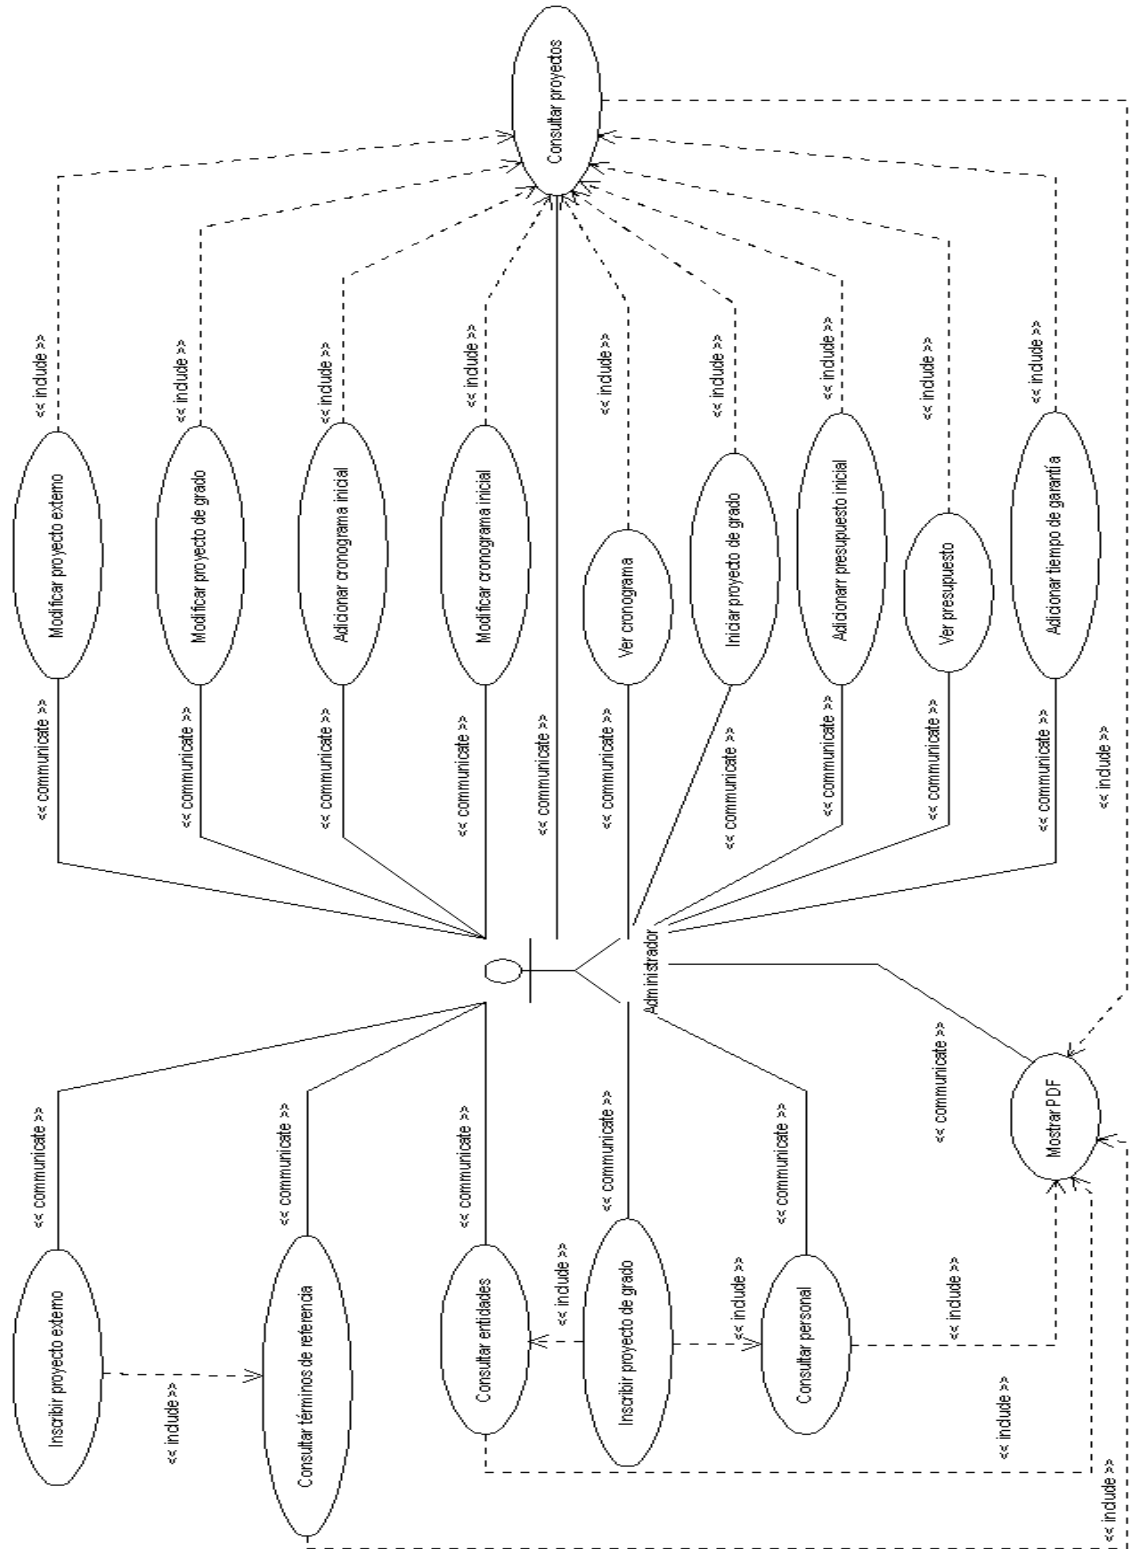 Consultar proyectos
<< include >>
<< include >>
<< include >>
<< include >>
<< include >>
<< include >>
<< include >>
<< include >>
<< include >>
Modificar proyecto externo
Modificar proyecto de grado
Adicionar cronograma inicial
Modificar cronograma inicial
Ver cronograma
Iniciar proyecto de grado
Adicionarr presupuesto inicial
Ver presupuesto
Adicionar tiempo de garantía
<< communicate >>
<< communicate >>
<< communicate >>
<< communicate >>
<< communicate >>
<< communicate >>
<< communicate >>
<< communicate >>
<< communicate >>
<< communicate >>
<< include >>
Administrador
<< communicate >>
<< communicate >>
<< communicate >>
<< communicate >>
<< communicate >>
<< communicate >>
Mostrar PDF
Inscribir proyecto externo
Consultar términos de referencia
Consultar entidades
<< include >>
Inscribir proyecto de grado
<< include >>
Consultar personal
<< include >>
<< include >>
<< include >>
<< include >>